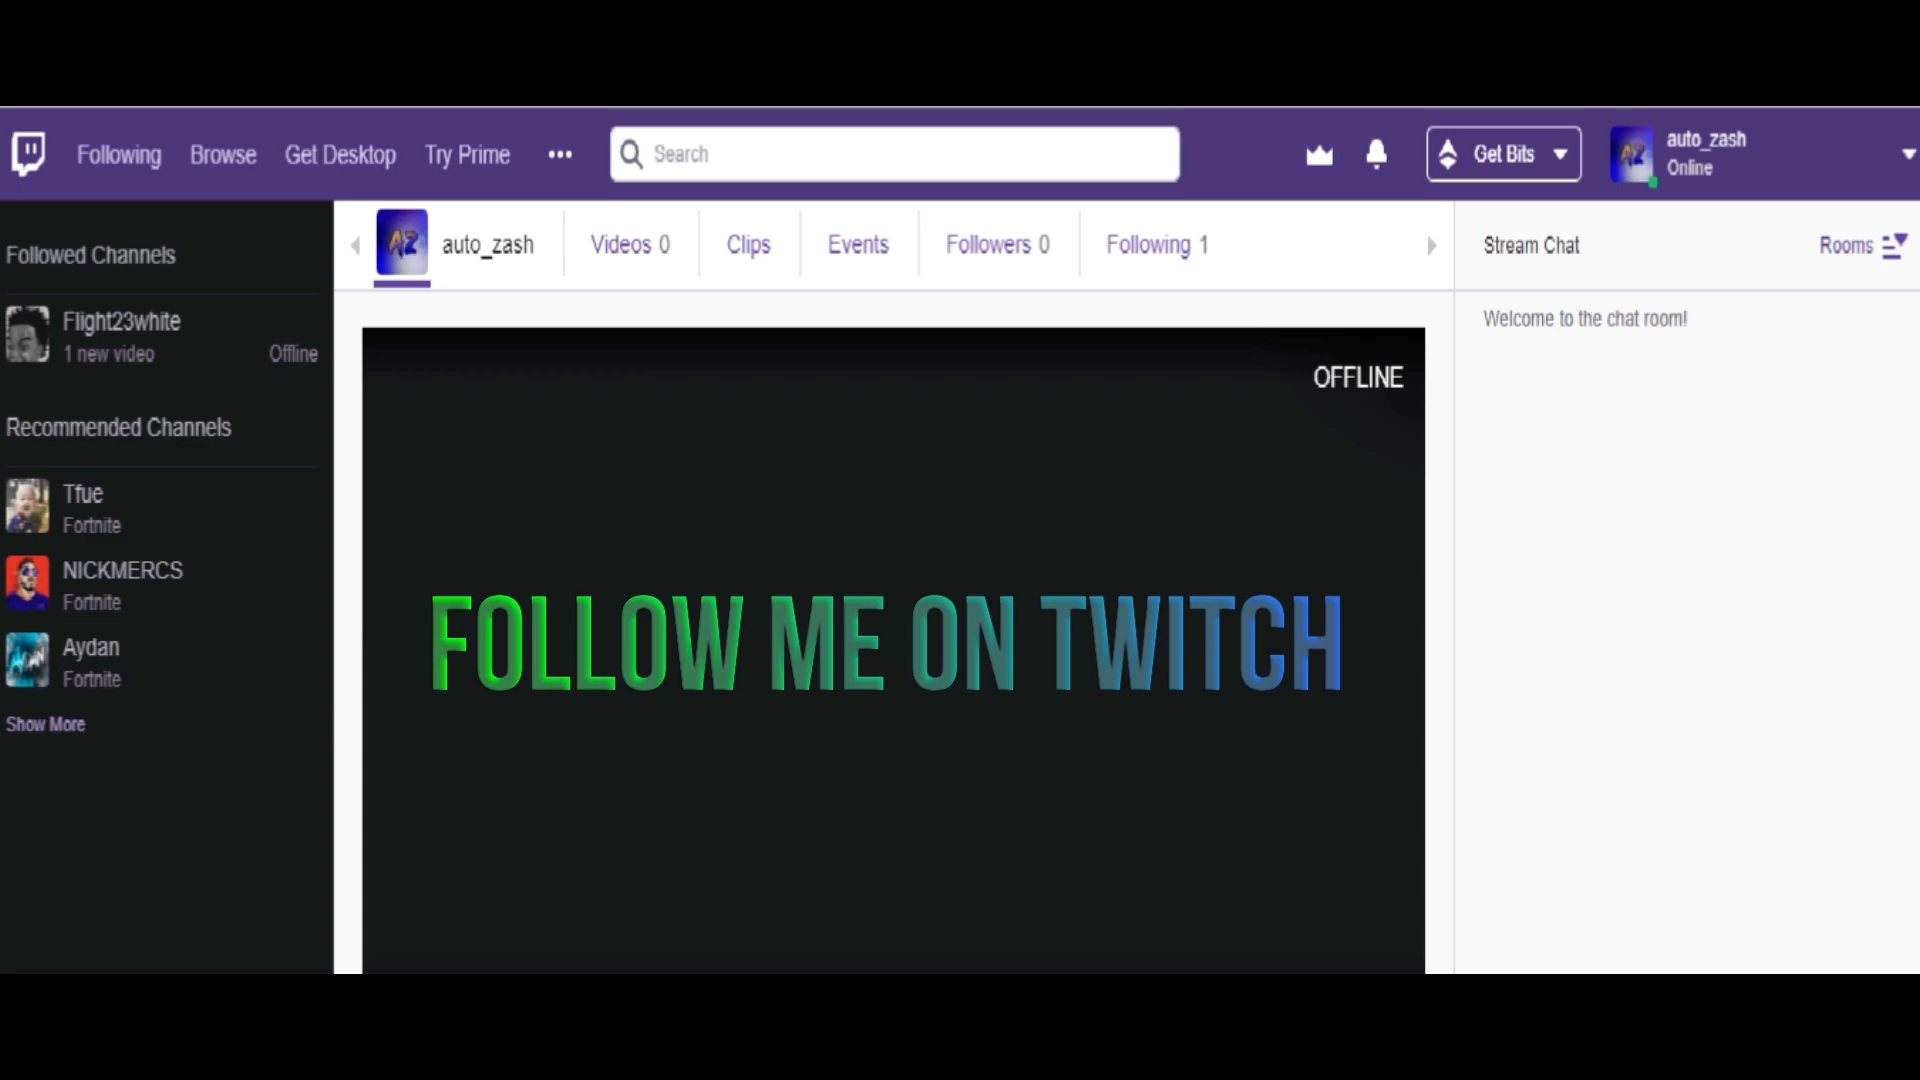 Following Browse Get Desktop Try Prime ••• Search Get Bits auto_zash
Online
Followed Channels
Flight23white
1 new video Offline
Recommended Channels
Tfue
Fortnite
NICKMERCS
Fortnite
Aydan
Fortnite
Show More
AZ auto_zash Videos 0 Clips Events Followers 0 Following 1
OFFLINE
FOLLOW ME ON TWITCH
Stream Chat Rooms
Welcome to the chat room!